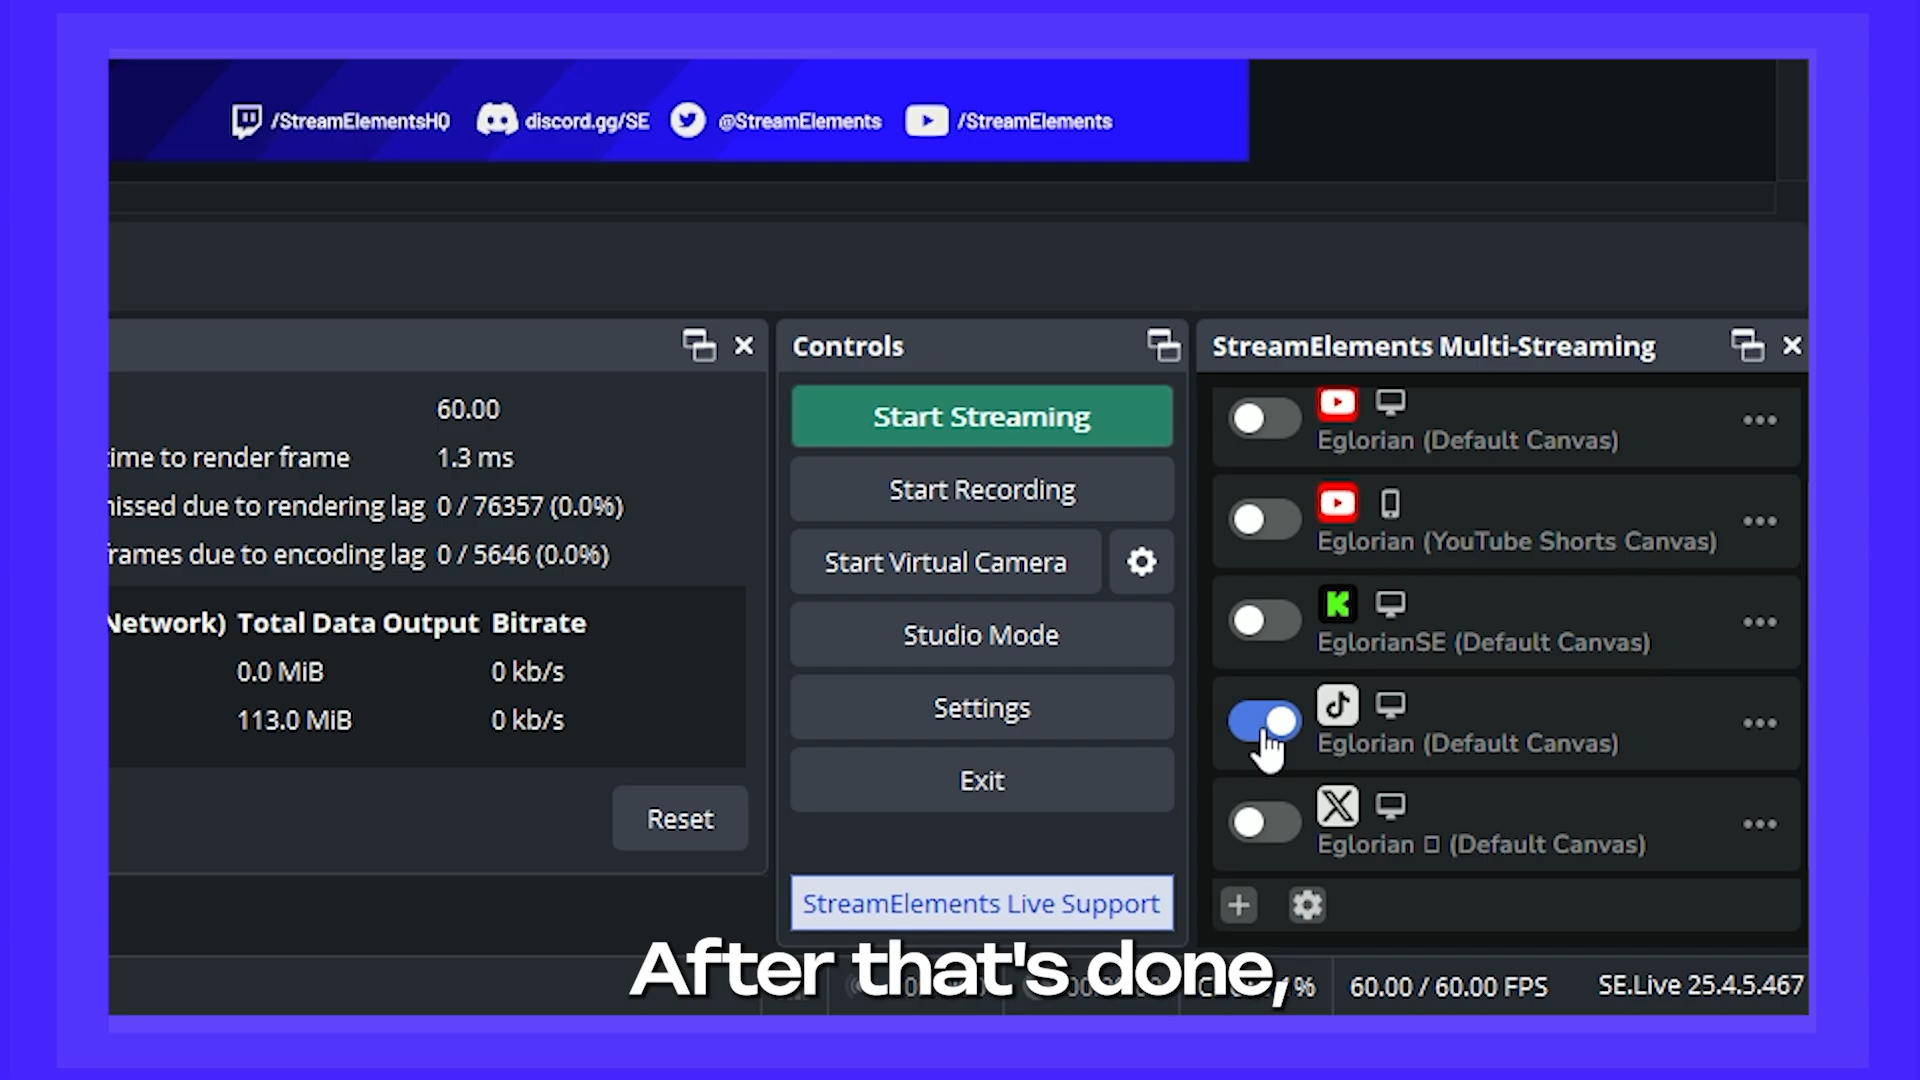 /StreamElementsHQ discord.gg/SE @StreamElements /StreamElements
Controls
StreamElements Multi-Streaming
60.00
time to render frame 1.3 ms
missed due to rendering lag 0 / 76357 (0.0%)
frames due to encoding lag 0 / 5646 (0.0%)
Network) Total Data Output Bitrate
0.0 MiB 0 kb/s
113.0 MiB 0 kb/s
Reset
Start Streaming
Start Recording
Start Virtual Camera
Studio Mode
Settings
Exit
StreamElements Live Support
Eglorian (Default Canvas)
Eglorian (YouTube Shorts Canvas)
EglorianSE (Default Canvas)
Eglorian (Default Canvas)
Eglorian □ (Default Canvas)
After that's done,
60.00 / 60.00 FPS
SE.Live 25.4.5.467